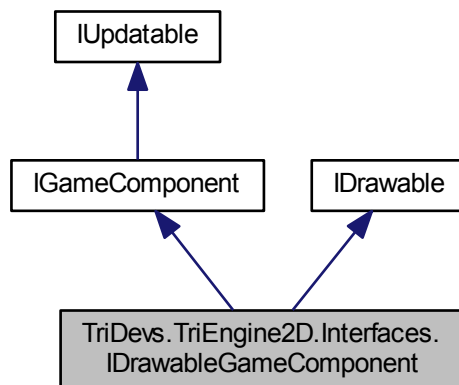 IUpdatable
IGameComponent
IDrawable
TriDevs.TriEngine2D.Interfaces.
IDrawableGameComponent